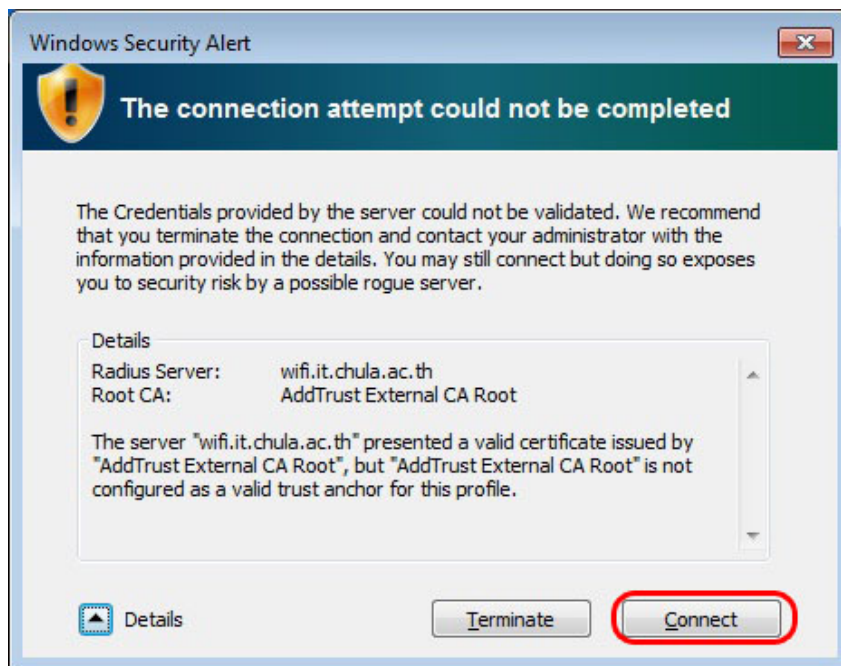 Windows Security Alert
The connection attempt could not be completed
The Credentials provided by the server could not be validated. We recommend
that you terminate the connection and contact your administrator with the
information provided in the details. You may still connect but doing so exposes
you to security risk by a possible rogue server.
Details
Radius Server: wifi.it.chula.ac.th
Root CA: AddTrust External CA Root
The server "wifi.it.chula.ac.th" presented a valid certificate issued by
"AddTrust External CA Root", but "AddTrust External CA Root" is not
configured as a valid trust anchor for this profile.
Details Terminate Connect